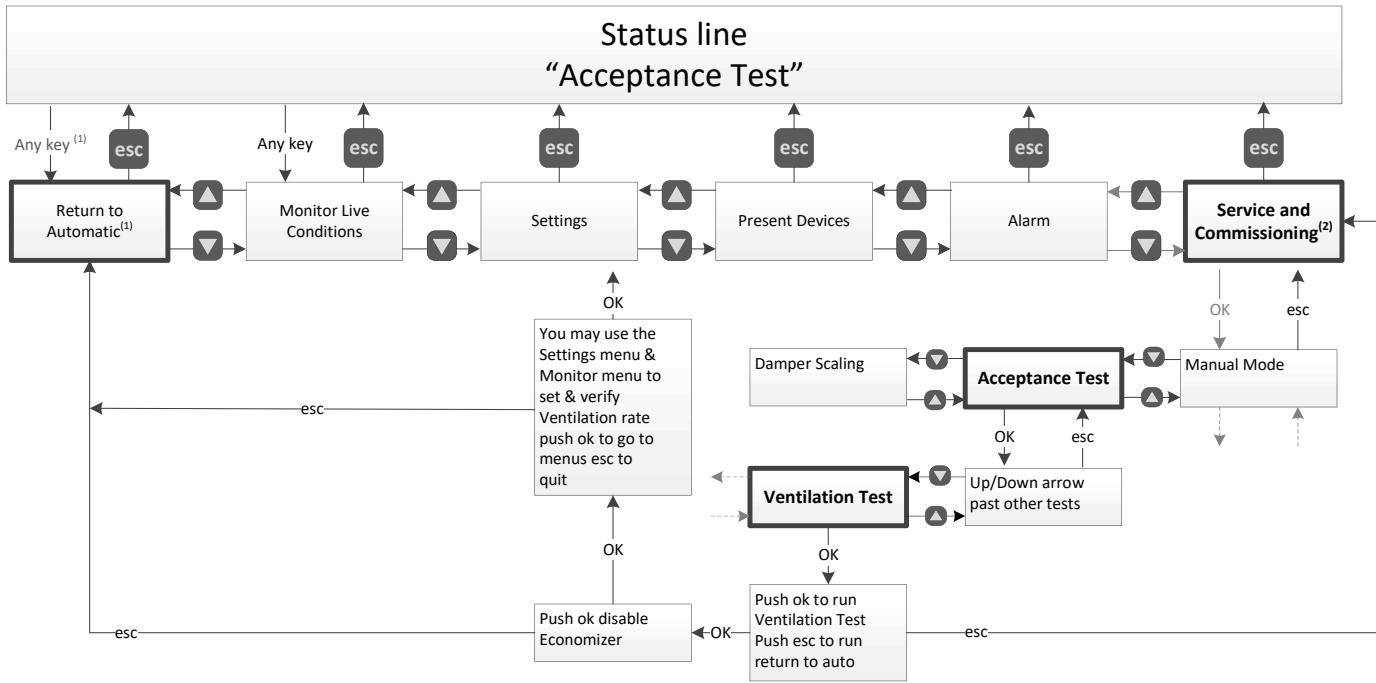 Status line
“Acceptance Test”
Any key (1)
esc
Any key
esc
esc
esc
esc
esc
Return to
Automatic(1)
Monitor Live
Conditions
Settings
Present Devices
Alarm
Service and
Commissioning(2)
OK
OK
esc
You may use the
Settings menu &
Monitor menu to
set & verify
Ventilation rate
push ok to go to
menus esc to
quit
Damper Scaling
Acceptance Test
Manual Mode
esc
OK
esc
Ventilation Test
Up/Down arrow
past other tests
OK
OK
Push ok disable
Economizer
Push ok to run
Ventilation Test
Push esc to run
return to auto
esc
OK
esc